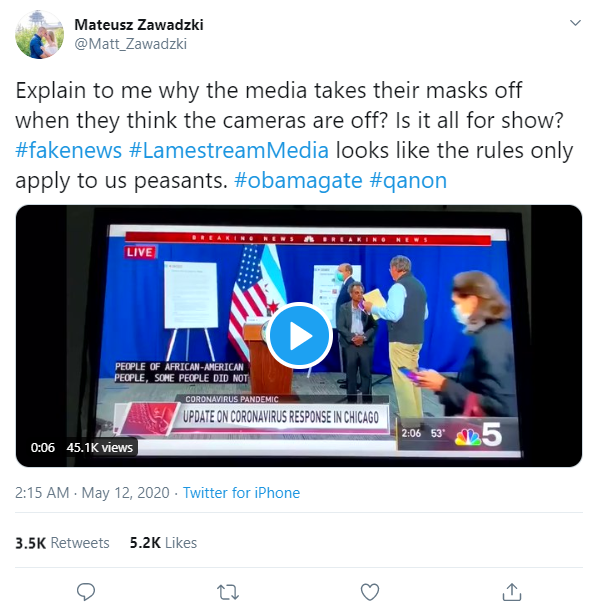 Mateusz Zawadzki
@Matt_Zawadzki
Explain to me why the media takes their masks off
when they think the cameras are off? Is it all for show?
#fakenews #LamestreamMedia looks like the rules only
apply to us peasants. #obamagate #qanon
BREAKING NEWS BREAKING NEWS
LIVE
PEOPLE OF AFRICAN-AMERICAN
PEOPLE, SOME PEOPLE DID NOT
CORONAVIRUS PANDEMIC
UPDATE ON CORONAVIRUS RESPONSE IN CHICAGO
2:06 53° 5
0:06 45.1K views
2:15 AM · May 12, 2020 · Twitter for iPhone
3.5K Retweets 5.2K Likes